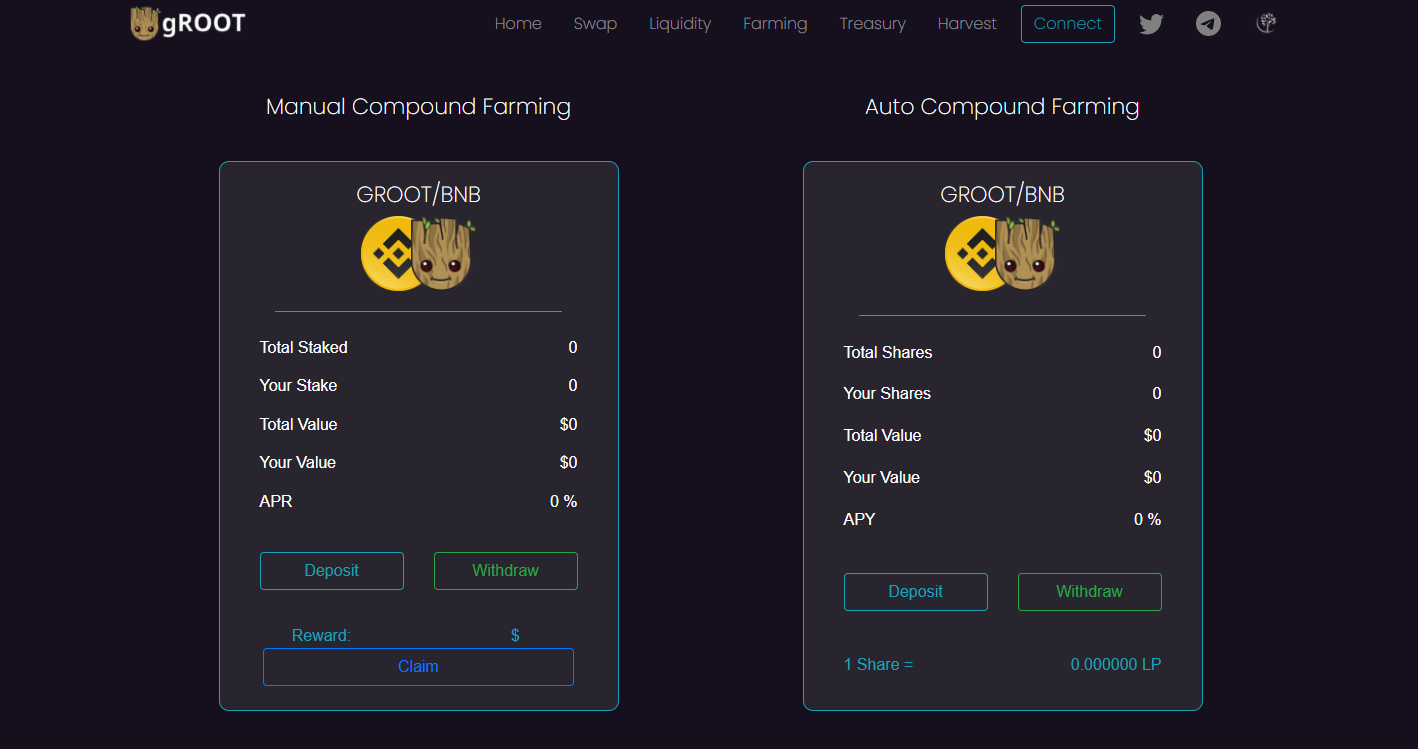 gROOT Home Swap Liquidity Farming Treasury Harvest Connect
Manual Compound Farming
GROOT/BNB
Total Staked 0
Your Stake 0
Total Value $0
Your Value $0
APR 0 %
Deposit Withdraw
Reward: $
Claim
Auto Compound Farming
GROOT/BNB
Total Shares 0
Your Shares 0
Total Value $0
Your Value $0
APY 0 %
Deposit Withdraw
1 Share = 0.000000 LP